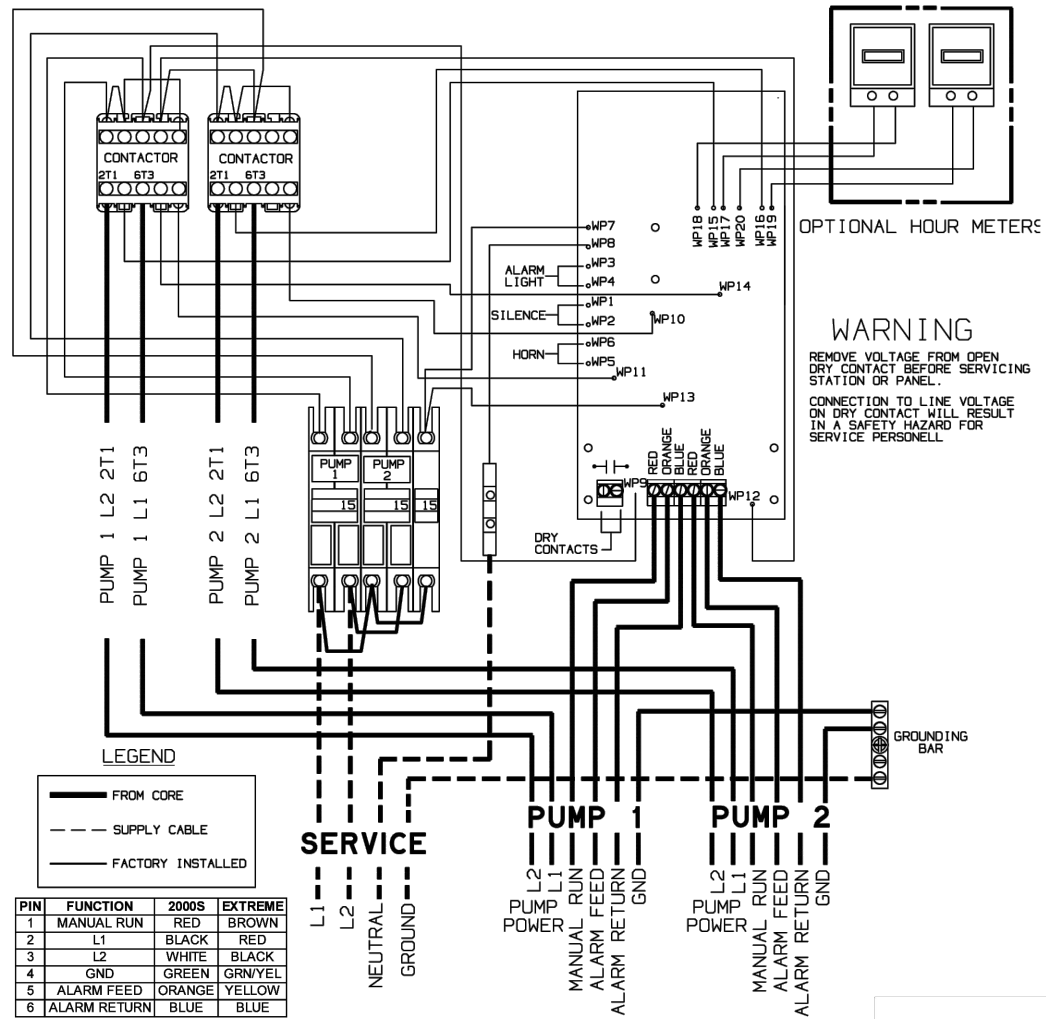 CONTACTOR
2T1 6T3
CONTACTOR
2T1 6T3
OPTIONAL HOUR METERS
WP18
WP15
WP17
WP20
WP16
WP19
WP7
WP8
WP3
WP4
ALARM
LIGHT
WP1
WP2
SILENCE
WP6
WP5
HORN
WP14
WP10
WP11
WP13
WARNING
REMOVE VOLTAGE FROM OPEN
DRY CONTACT BEFORE SERVICING
STATION OR PANEL.
CONNECTION TO LINE VOLTAGE
ON DRY CONTACT WILL RESULT
IN A SAFETY HAZARD FOR
SERVICE PERSONELL
PUMP 1 L2 2T1
PUMP 1 L1 6T3
PUMP 2 L2 2T1
PUMP 2 L1 6T3
PUMP
1
PUMP
2
15
15
15
RED
ORANGE
BLUE
RED
ORANGE
BLUE
WP9
WP12
DRY
CONTACTS
GROUNDING
BAR
LEGEND
FROM CORE
SUPPLY CABLE
FACTORY INSTALLED
SERVICE
L1
L2
NEUTRAL
GROUND
PUMP 1
L2
L1
PUMP
POWER
MANUAL RUN
ALARM FEED
ALARM RETURN
GND
PUMP 2
L2
L1
PUMP
POWER
MANUAL RUN
ALARM FEED
ALARM RETURN
GND
PIN FUNCTION 2000S EXTREME
1 MANUAL RUN RED BROWN
2 L1 BLACK RED
3 L2 WHITE BLACK
4 GND GREEN GRN/YEL
5 ALARM FEED ORANGE YELLOW
6 ALARM RETURN BLUE BLUE